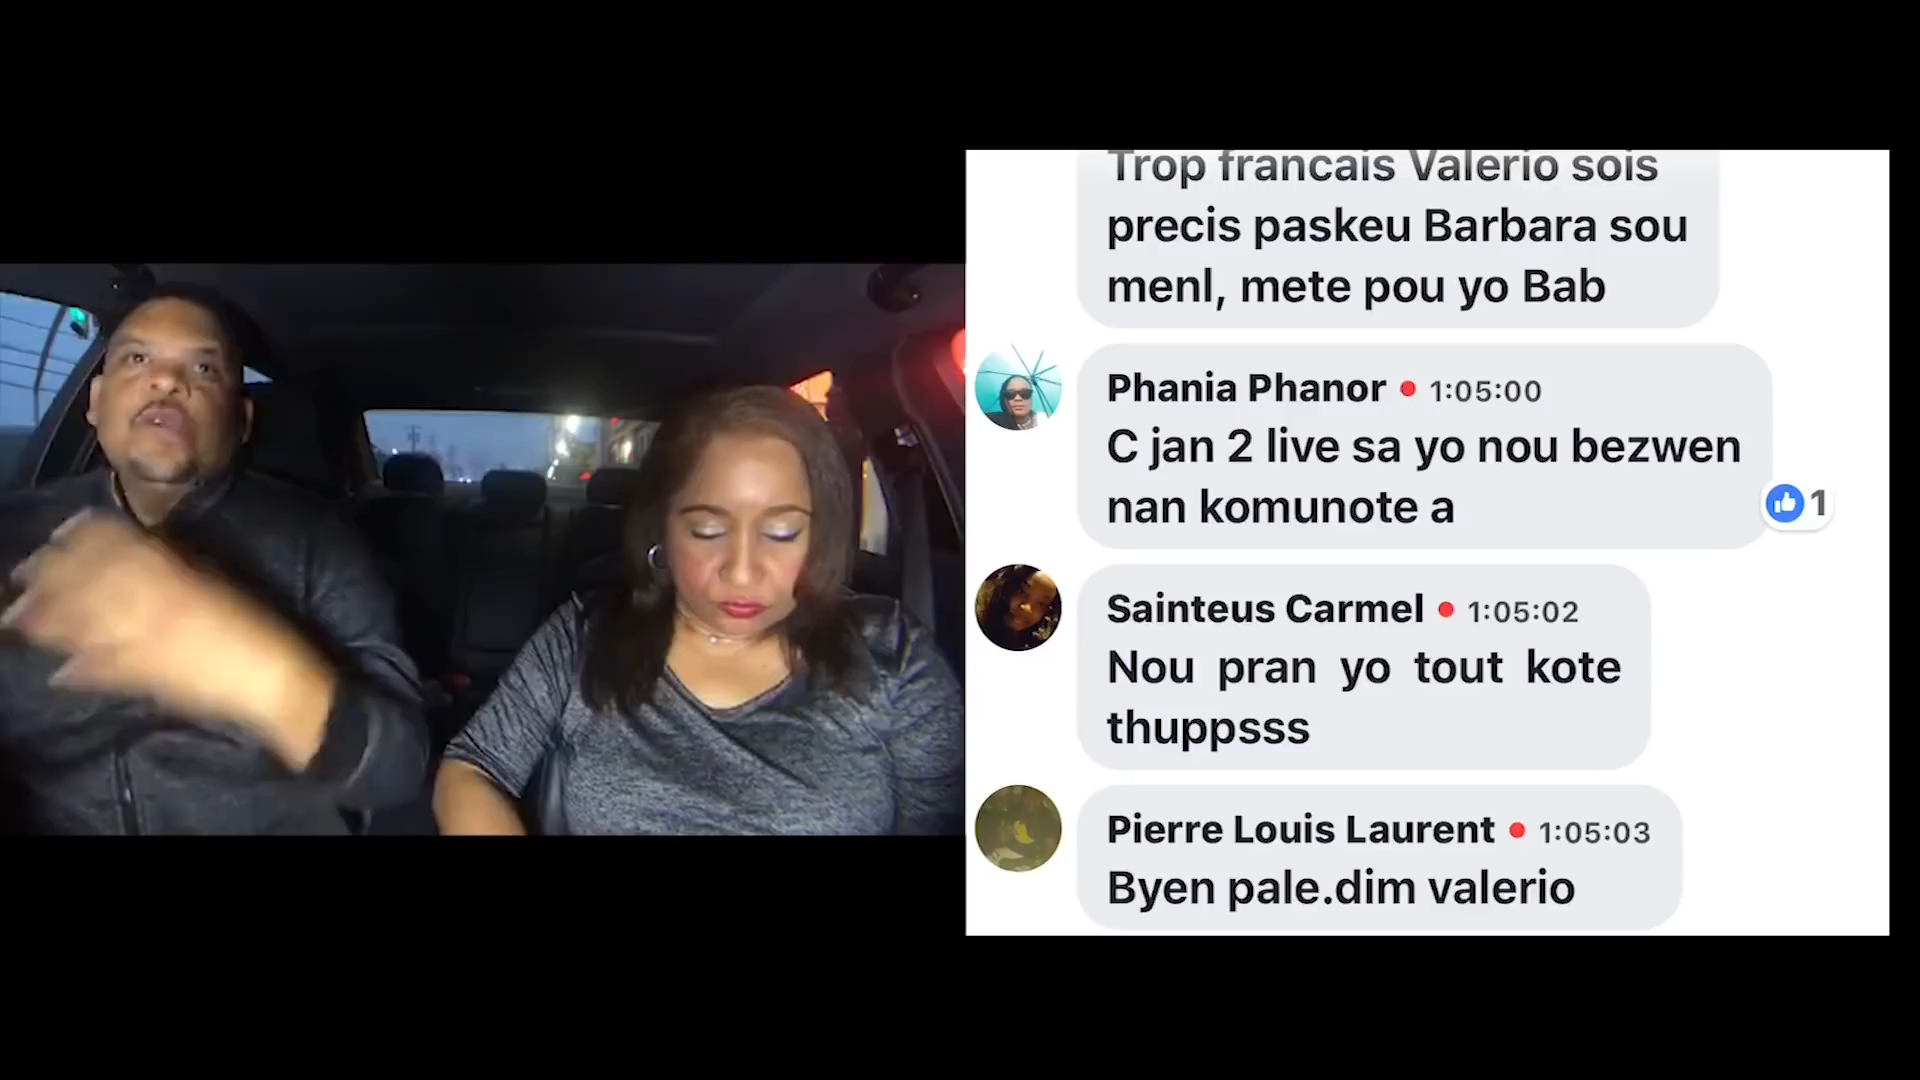 Trop francais Valerio sois
precis paskeu Barbara sou
menl, mete pou yo Bab
Phania Phanor 1:05:00
C jan 2 live sa yo nou bezwen
nan komunote a
1
Sainteus Carmel 1:05:02
Nou pran yo tout kote
thuppsss
Pierre Louis Laurent 1:05:03
Byen pale.dim valerio